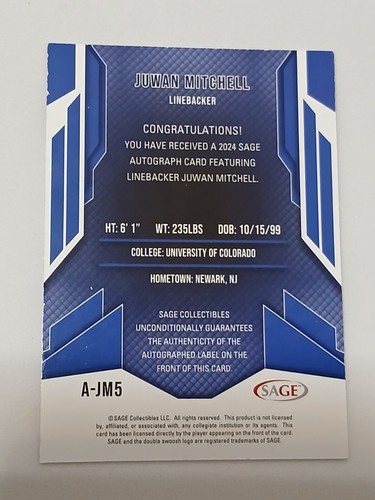 JUWAN MITCHELL
LINEBACKER
CONGRATULATIONS!
YOU HAVE RECEIVED A 2024 SAGE
AUTOGRAPH CARD FEATURING
LINEBACKER JUWAN MITCHELL.
HT: 6' 1" WT: 235LBS DOB: 10/15/99
COLLEGE: UNIVERSITY OF COLORADO
HOMETOWN: NEWARK, NJ
SAGE COLLECTIBLES
UNCONDITIONALLY GUARANTEES
THE AUTHENTICITY OF THE
AUTOGRAPHED LABEL ON THE
FRONT OF THIS CARD.
A-JM5
SAGE
©SAGE Collectibles LLC. All rights reserved. This product is not licensed
by, affiliated, or associated with, any collegiate institution or its agents. This
card has been licensed directly by the player appearing on the front of the card
SAGE and the double swoosh logo are registered trademarks of SAGE.